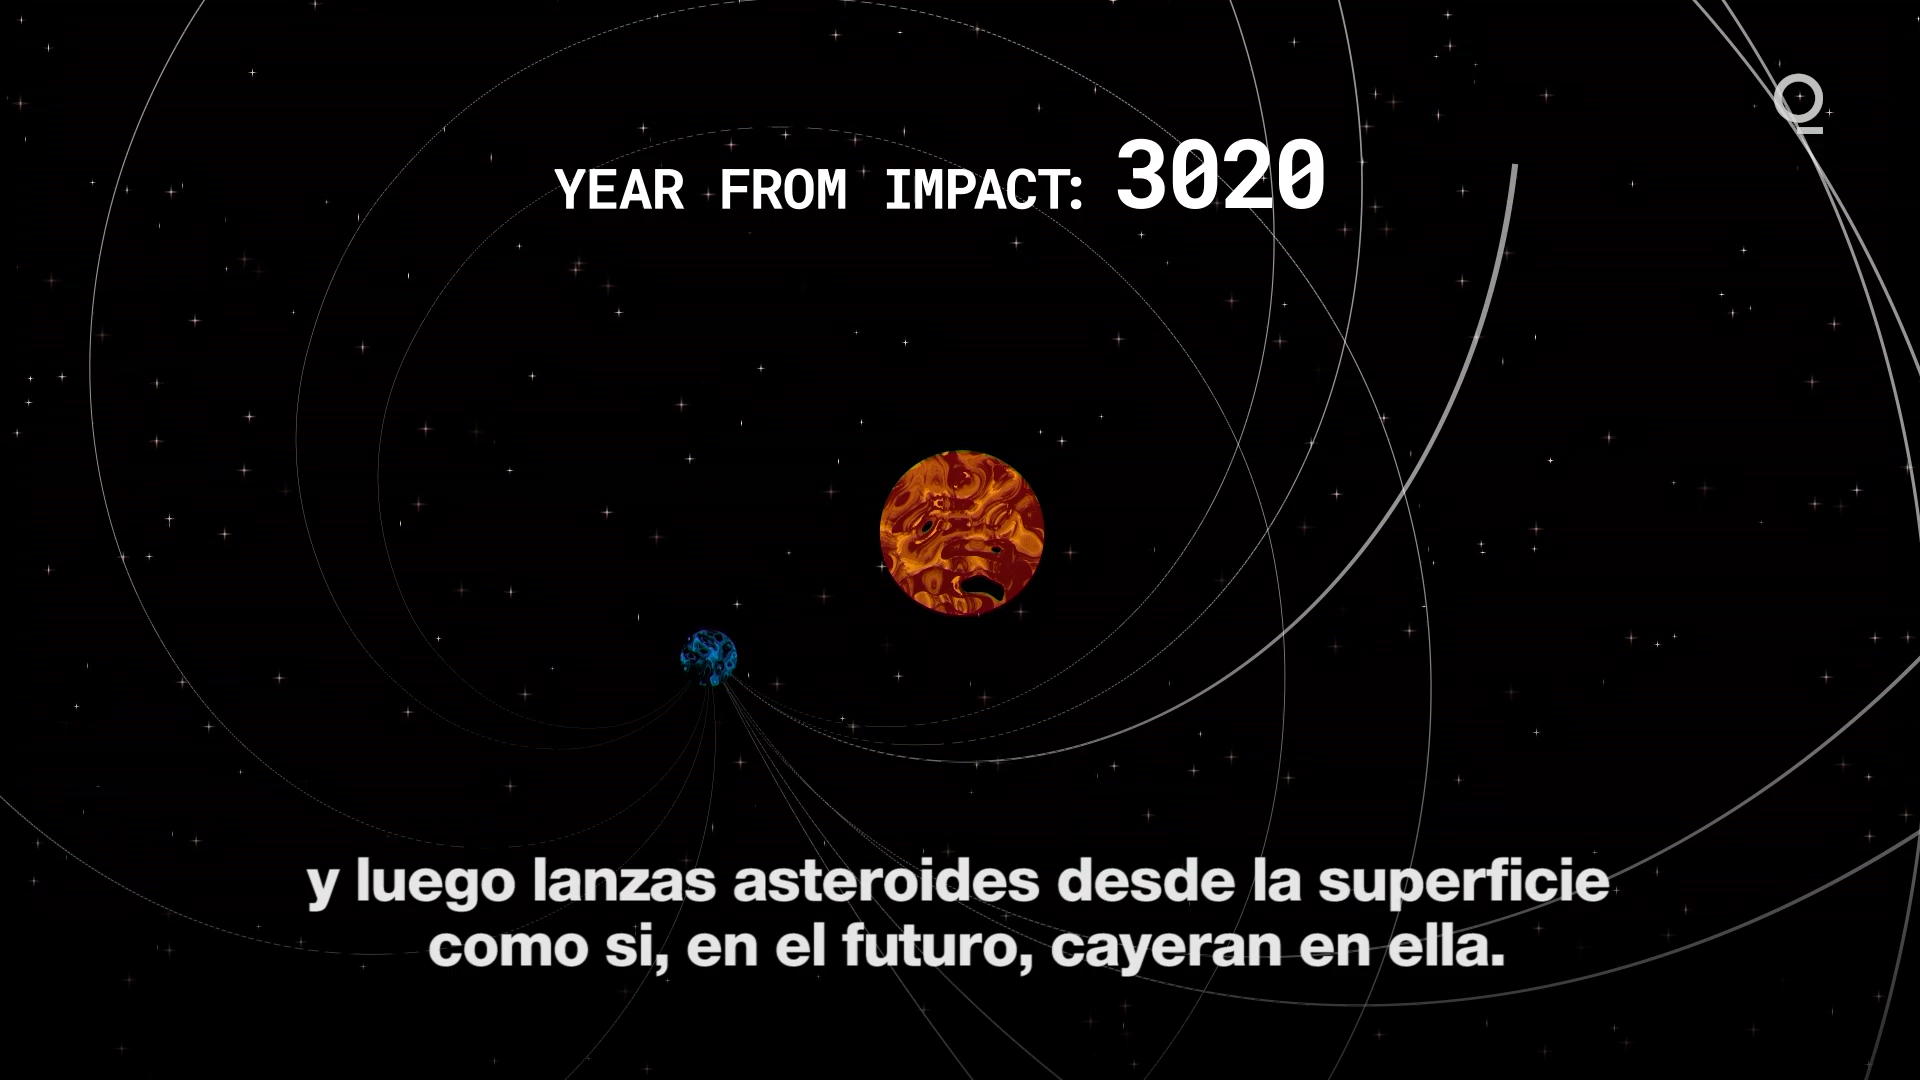 YEAR FROM IMPACT: 3020
y luego lanzas asteroides desde la superficie
como si, en el futuro, cayeran en ella.